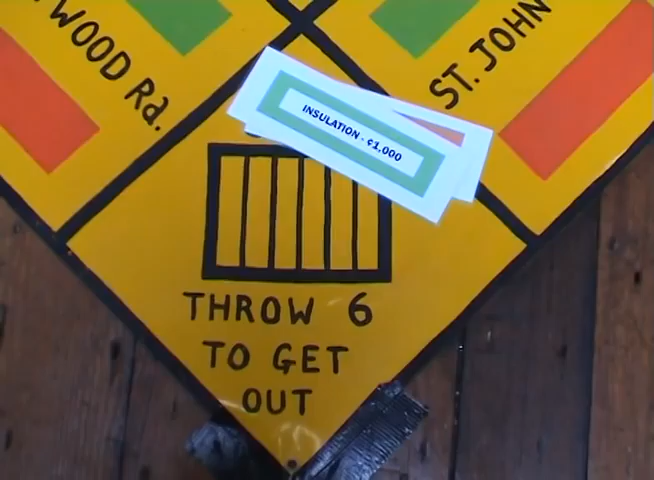 WOOD Rd.
ST. JOHN
INSULATION - ¢1,000
THROW 6
TO GET
OUT